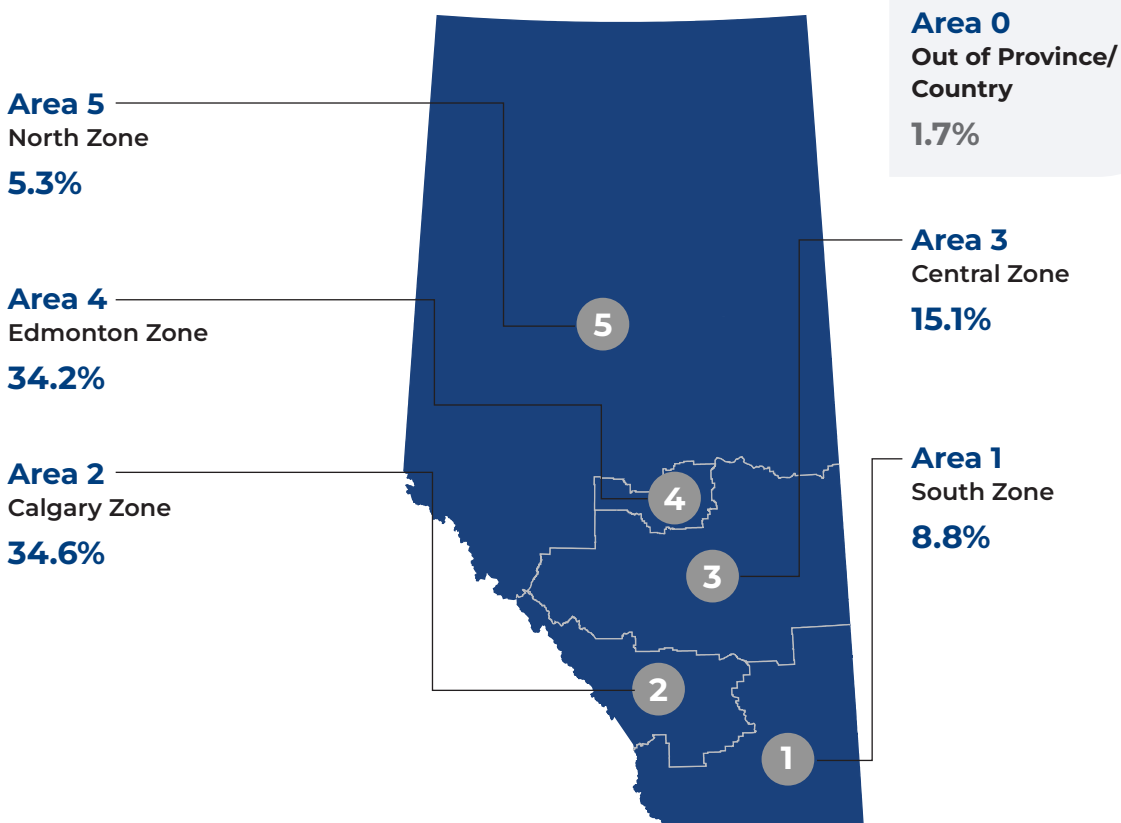 Area 0
Out of Province/
Country
1.7%
Area 5
North Zone
5.3%
Area 3
Central Zone
15.1%
Area 4
Edmonton Zone
34.2%
Area 2
Calgary Zone
34.6%
Area 1
South Zone
8.8%
5
4
3
2
1